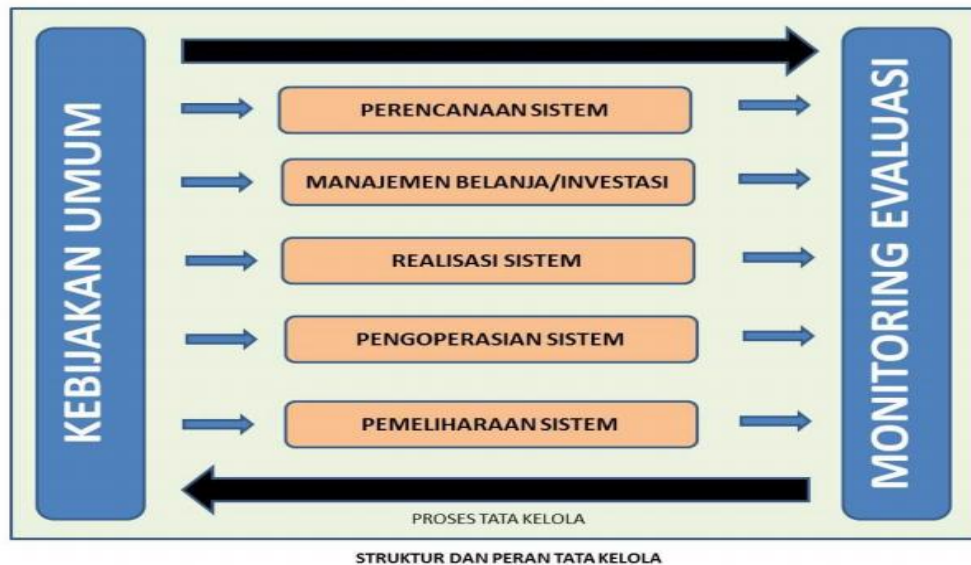 KEBIJAKAN UMUM
PERENCANAAN SISTEM
MANAJEMEN BELANJA/INVESTASI
REALISASI SISTEM
PENGOPERASIAN SISTEM
PEMELIHARAAN SISTEM
MONITORING EVALUASI
PROSES TATA KELOLA
STRUKTUR DAN PERAN TATA KELOLA